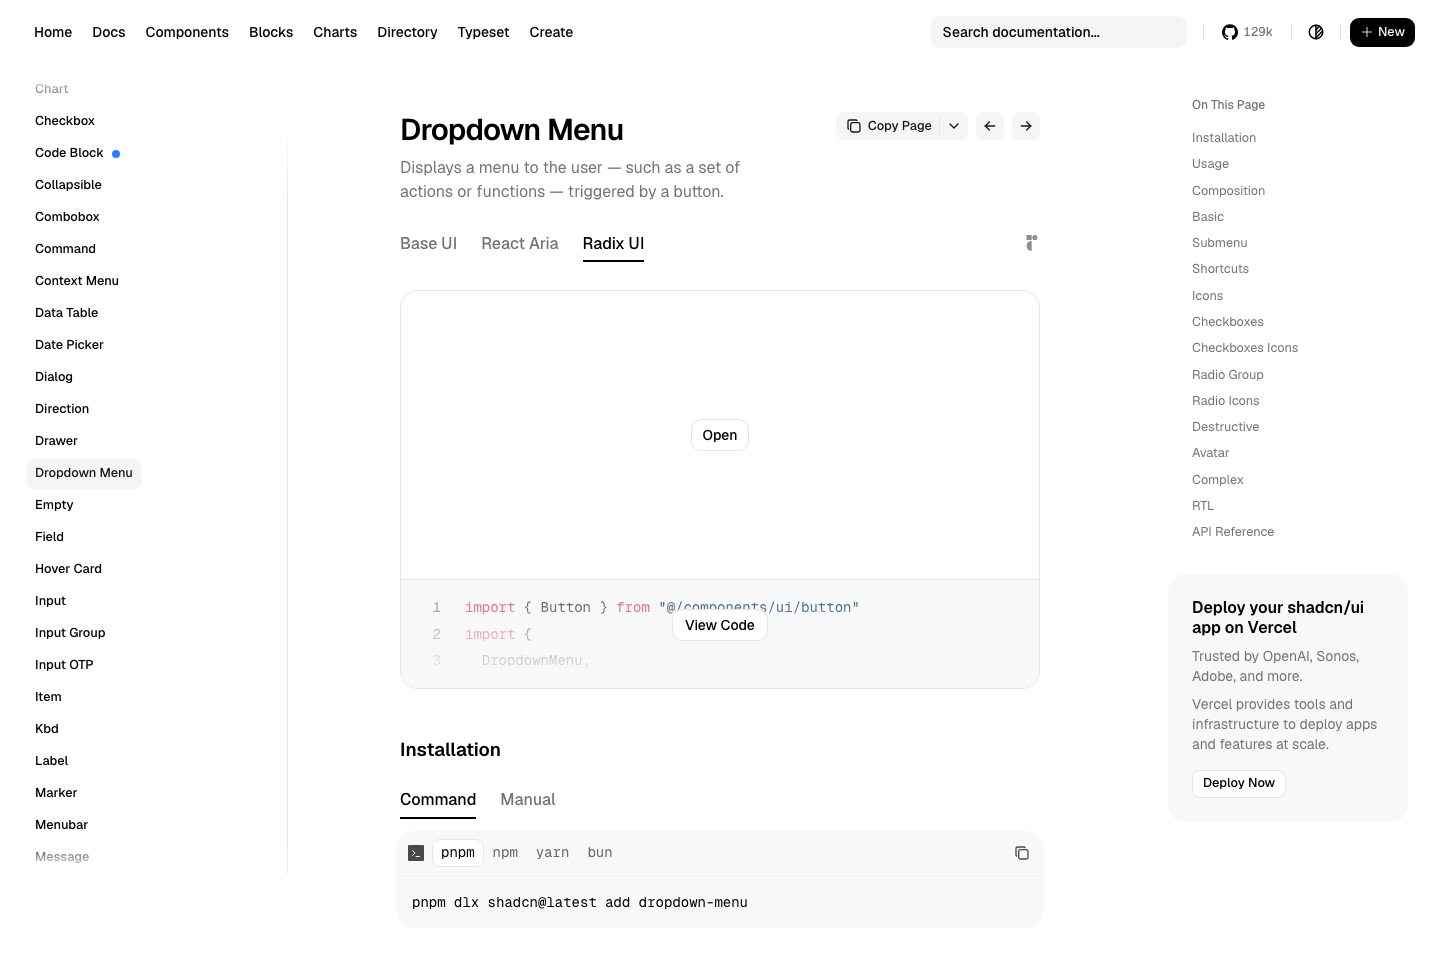 Home Docs Components Blocks Charts Directory Typeset Create
Search documentation...
129k
New
Chart
Checkbox
Code Block
Collapsible
Combobox
Command
Context Menu
Data Table
Date Picker
Dialog
Direction
Drawer
Dropdown Menu
Empty
Field
Hover Card
Input
Input Group
Input OTP
Item
Kbd
Label
Marker
Menubar
Message
Dropdown Menu
Copy Page
Displays a menu to the user — such as a set of
actions or functions — triggered by a button.
Base UI React Aria Radix UI
Open
1 import { Button } from "@/components/ui/button"
View Code
2 import {
3 DropdownMenu,
Installation
Command Manual
pnpm npm yarn bun
pnpm dlx shadcn@latest add dropdown-menu
On This Page
Installation
Usage
Composition
Basic
Submenu
Shortcuts
Icons
Checkboxes
Checkboxes Icons
Radio Group
Radio Icons
Destructive
Avatar
Complex
RTL
API Reference
Deploy your shadcn/ui
app on Vercel
Trusted by OpenAI, Sonos,
Adobe, and more.
Vercel provides tools and
infrastructure to deploy apps
and features at scale.
Deploy Now